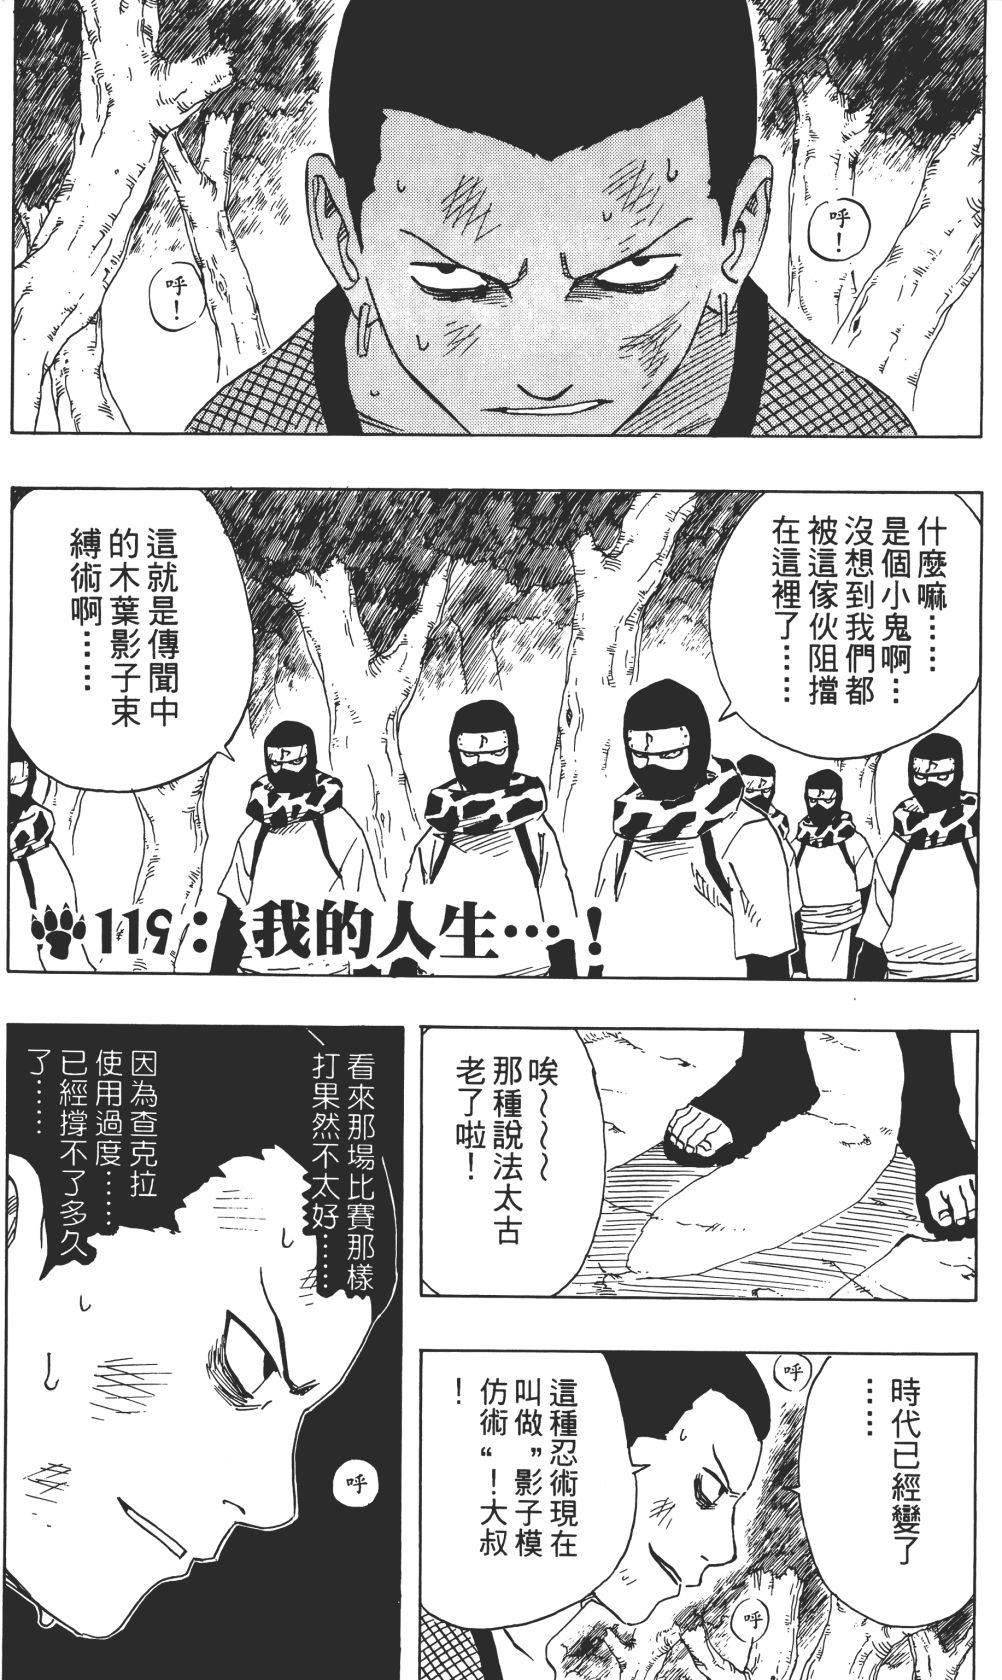 呼！
呼！
什麼嘛……
是個小鬼啊…
沒想到我們都
被這傢伙阻擋
在這裡了……
這就是傳聞中
的木葉影子束
縛術啊……
119：我的人生…！
唉～～～
那種說法太古
老了啦！
時代已經變了
……
呼
這種忍術現在
叫做”影子模
仿術“！大叔
！
呼
看來那場比賽那樣
打果然不太好……
因為查克拉
使用過度……
已經撐不了多久
了……
呼